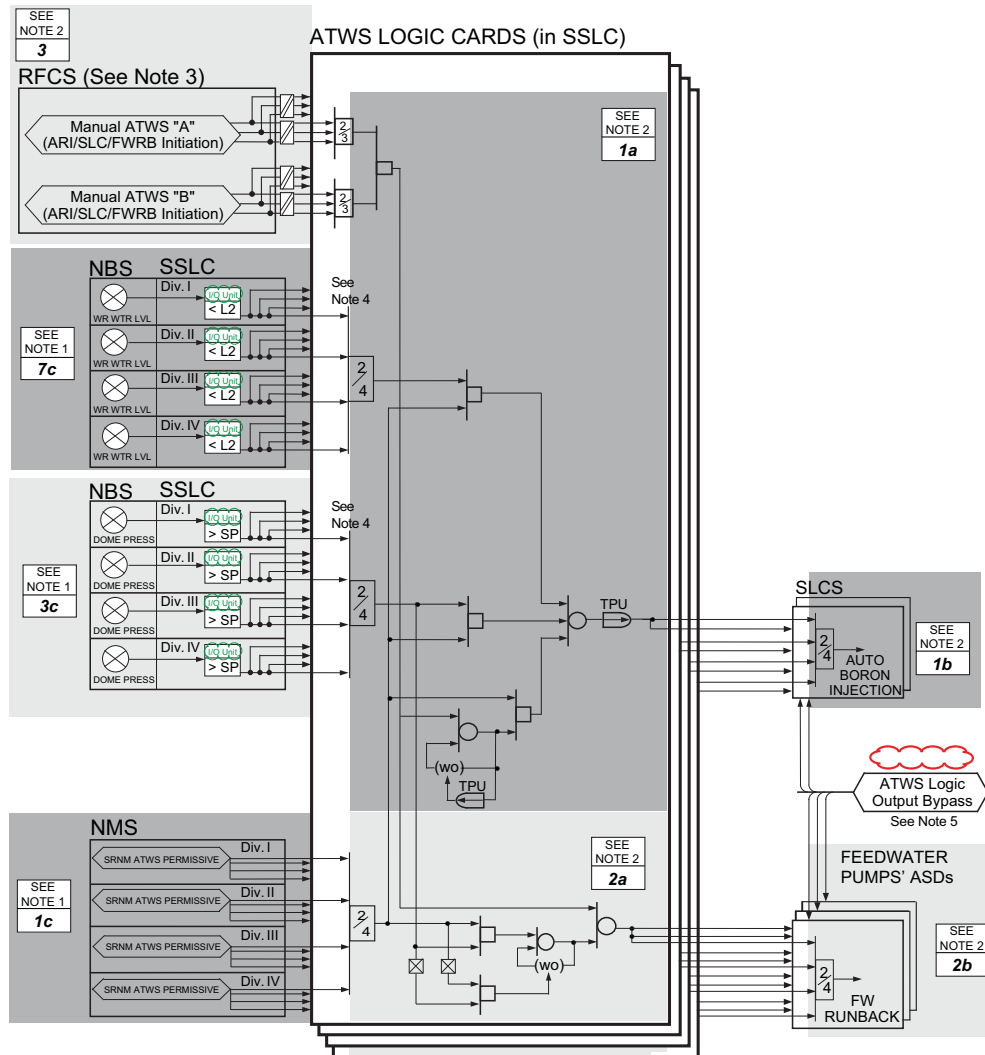 SEE
NOTE 2
3
ATWS LOGIC CARDS (in SSLC)
RFCS (See Note 3)
Manual ATWS "A"
(ARI/SLC/FWRB Initiation)
2
3
SEE
NOTE 2
1a
Manual ATWS "B"
(ARI/SLC/FWRB Initiation)
2
3
NBS SSLC
SEE
NOTE 1
7c
Div. I
I/O Unit
< L2
WR WTR LVL
Div. II
I/O Unit
< L2
WR WTR LVL
Div. III
I/O Unit
< L2
WR WTR LVL
Div. IV
I/O Unit
< L2
WR WTR LVL
See
Note 4
2
4
NBS SSLC
SEE
NOTE 1
3c
Div. I
I/O Unit
> SP
DOME PRESS
Div. II
I/O Unit
> SP
DOME PRESS
Div. III
I/O Unit
> SP
DOME PRESS
Div. IV
I/O Unit
> SP
DOME PRESS
See
Note 4
2
4
TPU
(wo)
TPU
SLCS
2
4
AUTO
BORON
INJECTION
SEE
NOTE 2
1b
ATWS Logic
Output Bypass
See Note 5
NMS
SEE
NOTE 1
1c
Div. I
SRNM ATWS PERMISSIVE
Div. II
SRNM ATWS PERMISSIVE
Div. III
SRNM ATWS PERMISSIVE
Div. IV
SRNM ATWS PERMISSIVE
2
4
SEE
NOTE 2
2a
(wo)
FEEDWATER
PUMPS' ASDs
2
4
FW
RUNBACK
SEE
NOTE 2
2b